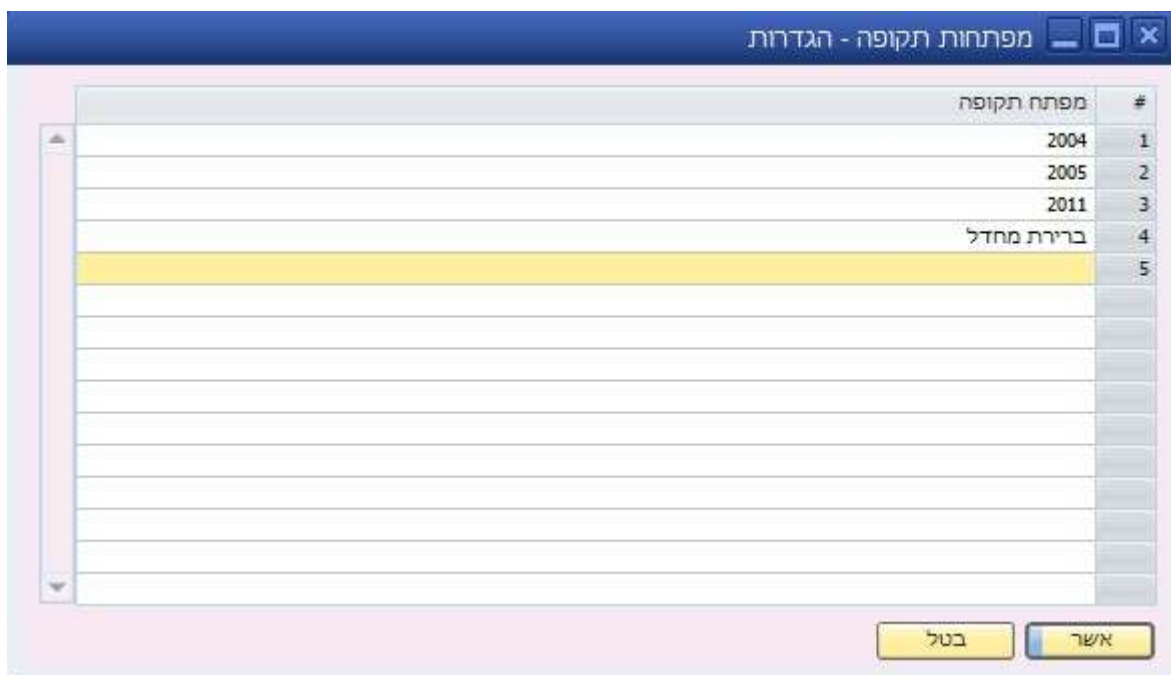 מפתחות תקופה - הגדרות
# מפתח תקופה
1 2004
2 2005
3 2011
4 ברירת מחדל
5
אשר בטל